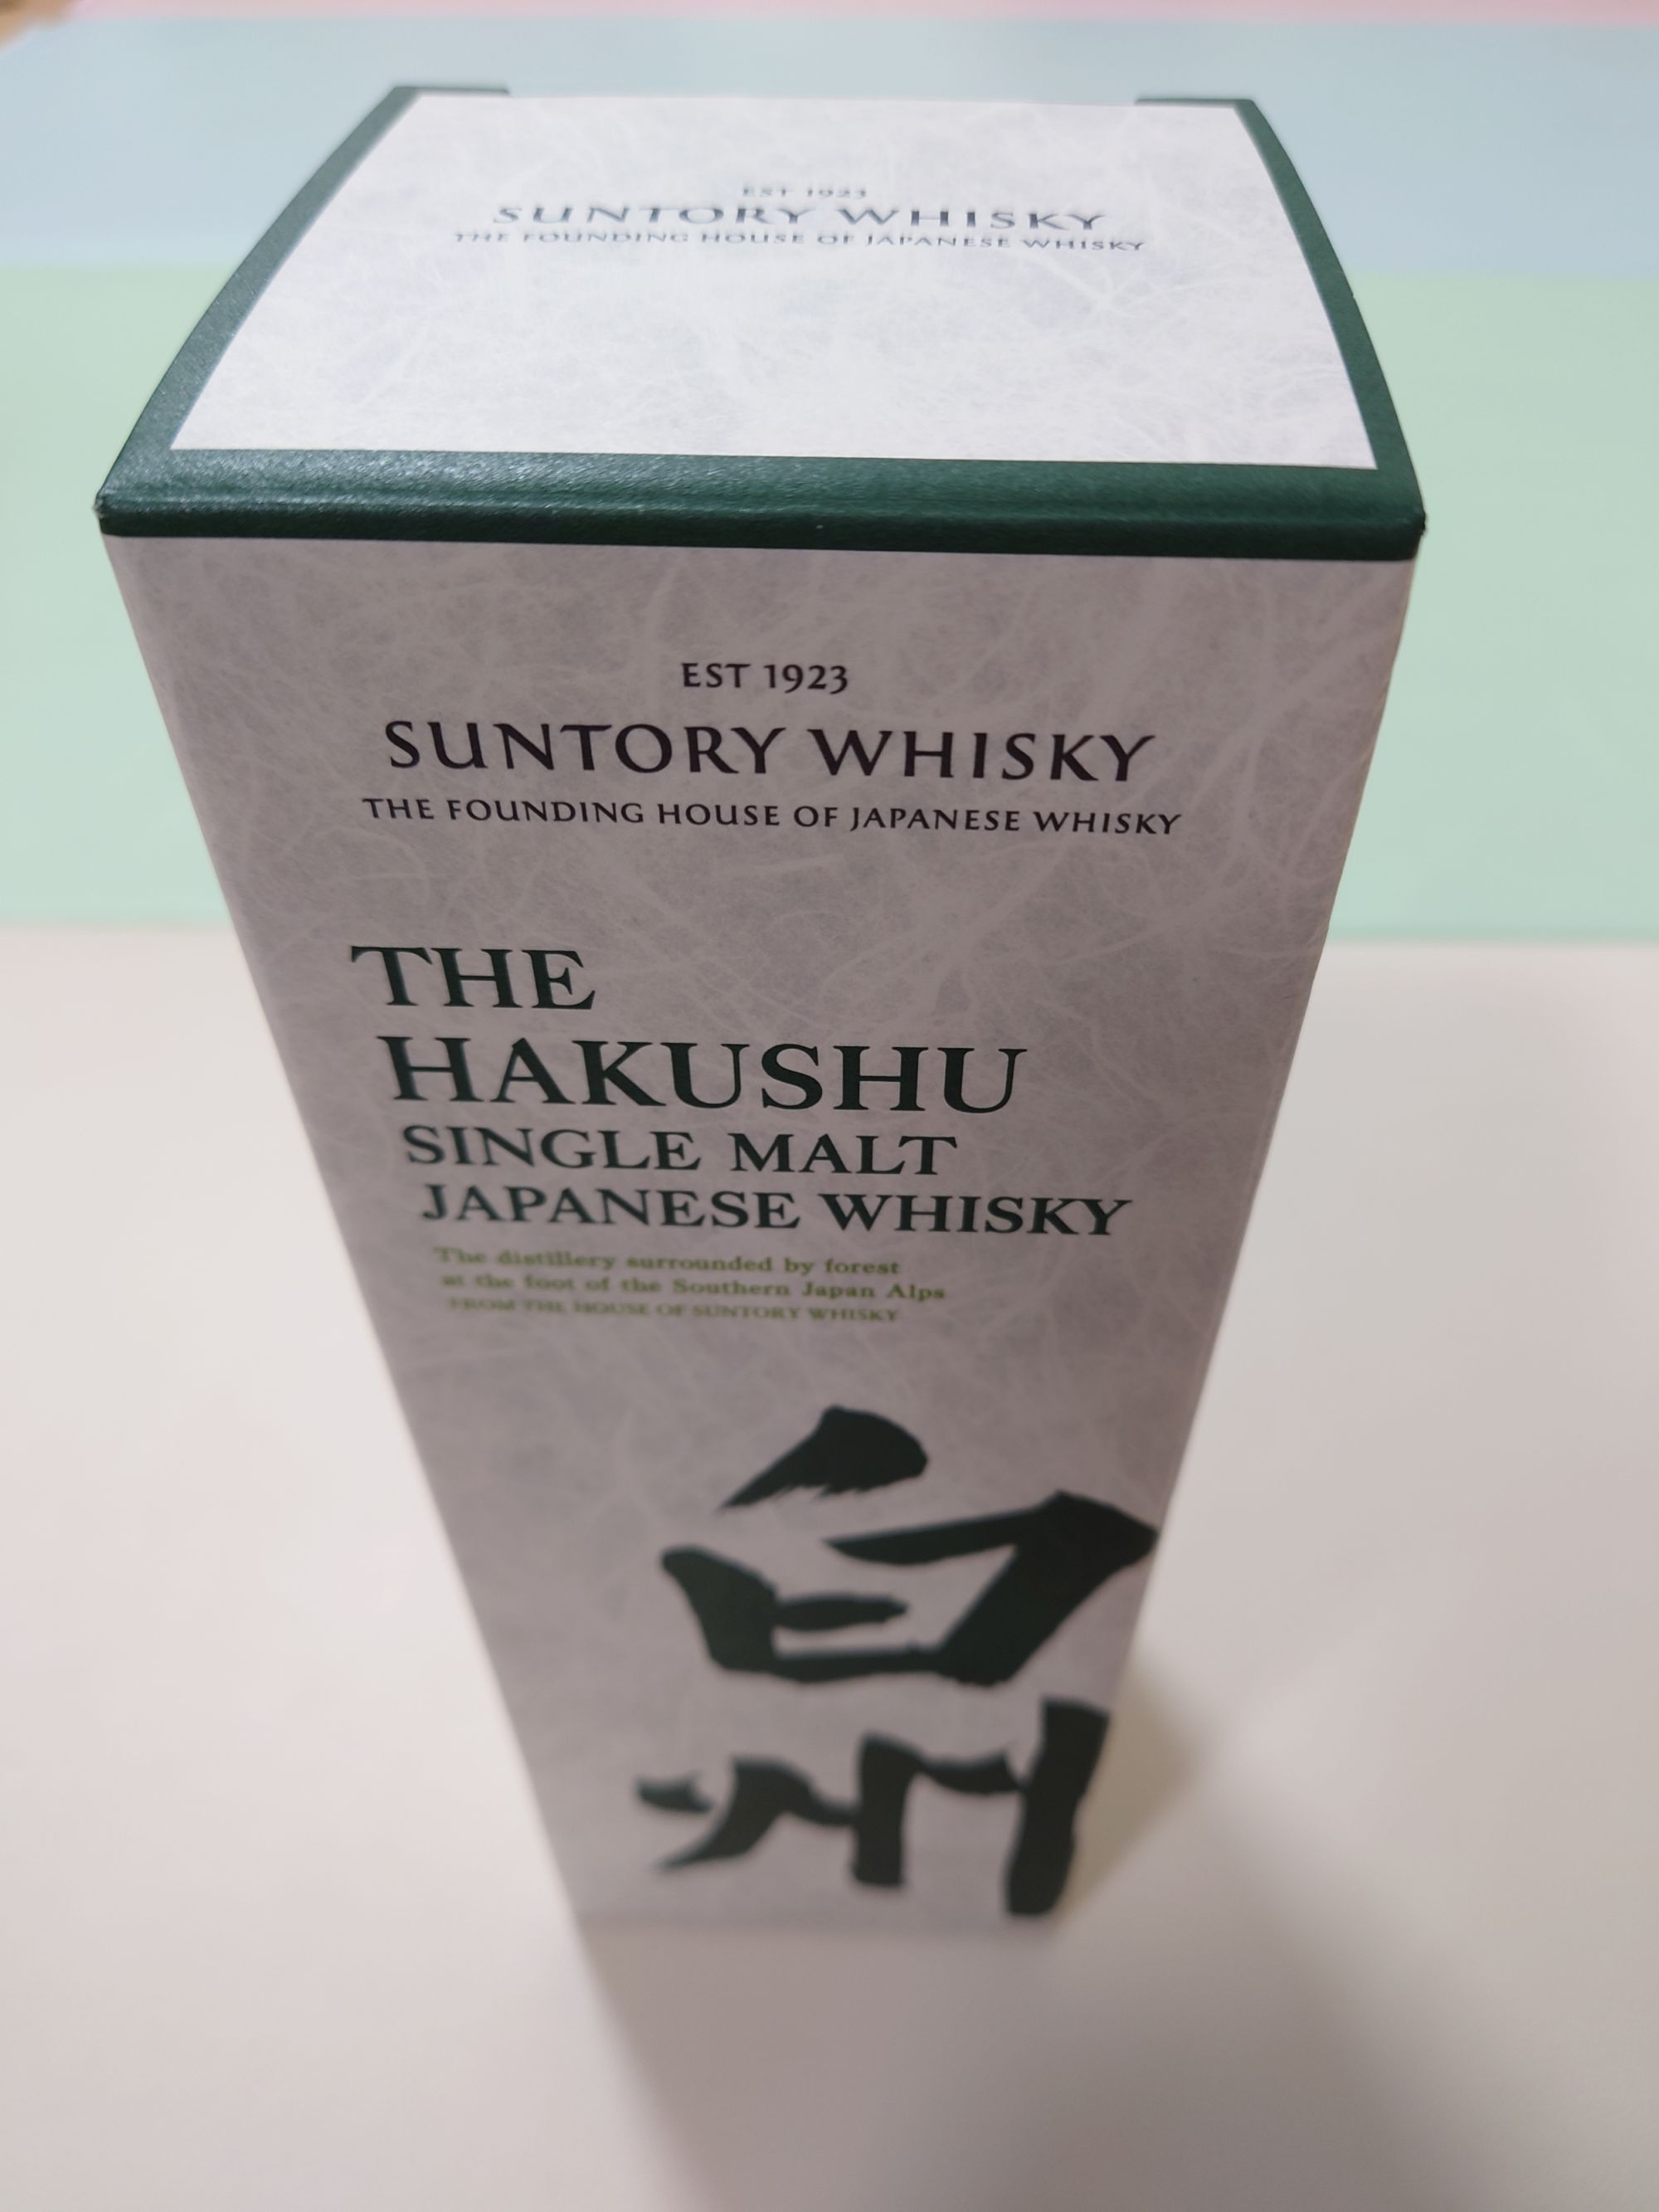 EST 1923
SUNTORY WHISKY
THE FOUNDING HOUSE OF JAPANESE WHISKY
EST 1923
SUNTORY WHISKY
THE FOUNDING HOUSE OF JAPANESE WHISKY
THE
HAKUSHU
SINGLE MALT
JAPANESE WHISKY
The distillery surrounded by forest
at the foot of the Southern Japan Alps
FROM THE HOUSE OF SUNTORY WHISKY
白
州